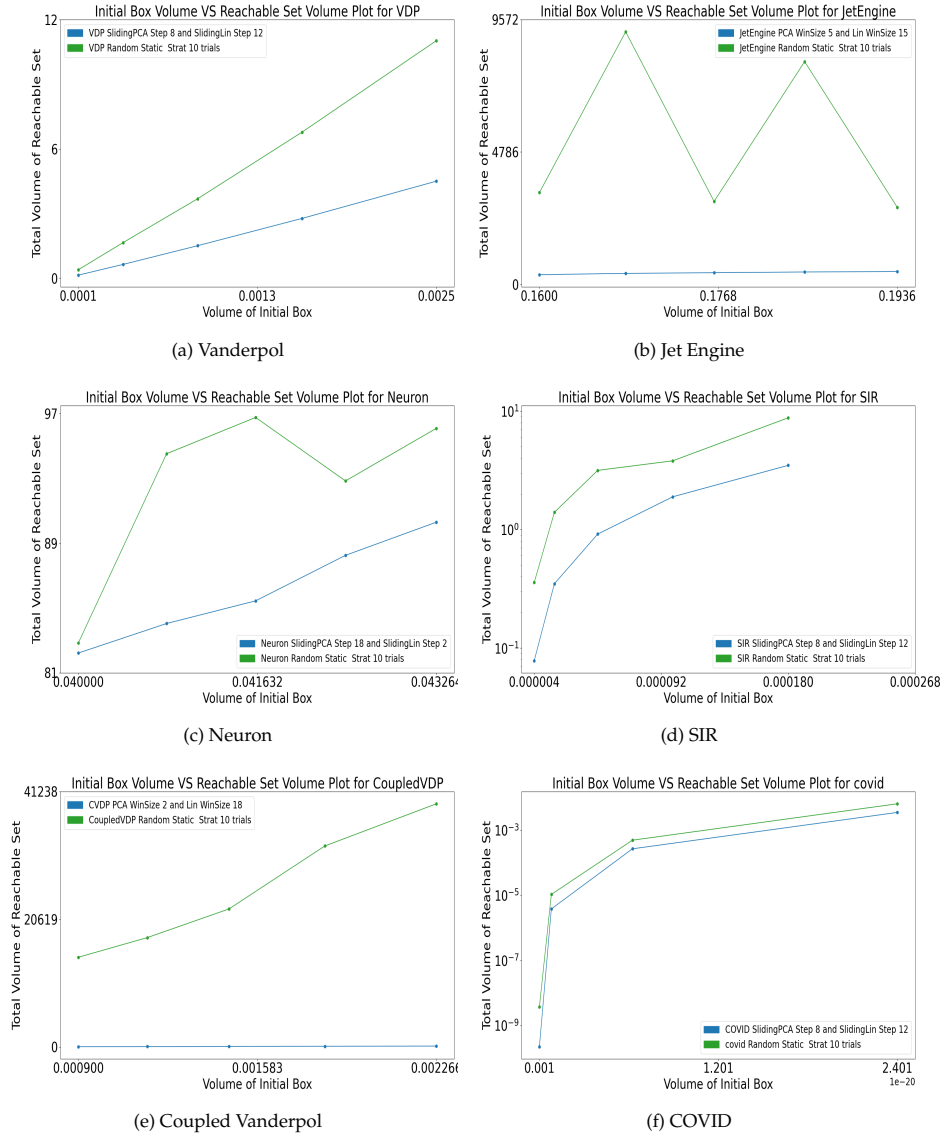 Initial Box Volume VS Reachable Set Volume Plot for VDP
VDP SlidingPCA Step 8 and SlidingLin Step 12
VDP Random Static Strat 10 trials
Total Volume of Reachable Set
12
6
0
0.0001
0.0013
0.0025
Volume of Initial Box
(a) Vanderpol
Initial Box Volume VS Reachable Set Volume Plot for JetEngine
JetEngine PCA WinSize 5 and Lin WinSize 15
JetEngine Random Static Strat 10 trials
Total Volume of Reachable Set
9572
4786
0
0.1600
0.1768
0.1936
Volume of Initial Box
(b) Jet Engine
Initial Box Volume VS Reachable Set Volume Plot for Neuron
Total Volume of Reachable Set
97
89
81
Neuron SlidingPCA Step 18 and SlidingLin Step 2
Neuron Random Static Strat 10 trials
0.040000
0.041632
0.043264
Volume of Initial Box
(c) Neuron
Initial Box Volume VS Reachable Set Volume Plot for SIR
Total Volume of Reachable Set
10^1
10^0
10^-1
SIR SlidingPCA Step 8 and SlidingLin Step 12
SIR Random Static Strat 10 trials
0.000004
0.000092
0.000180
0.000268
Volume of Initial Box
(d) SIR
Initial Box Volume VS Reachable Set Volume Plot for CoupledVDP
CVDP PCA WinSize 2 and Lin WinSize 18
CoupledVDP Random Static Strat 10 trials
Total Volume of Reachable Set
41238
20619
0
0.000900
0.001583
0.002266
Volume of Initial Box
(e) Coupled Vanderpol
Initial Box Volume VS Reachable Set Volume Plot for covid
Total Volume of Reachable Set
10^-3
10^-5
10^-7
10^-9
COVID SlidingPCA Step 8 and SlidingLin Step 12
covid Random Static Strat 10 trials
0.001
1.201
2.401
1e-20
Volume of Initial Box
(f) COVID